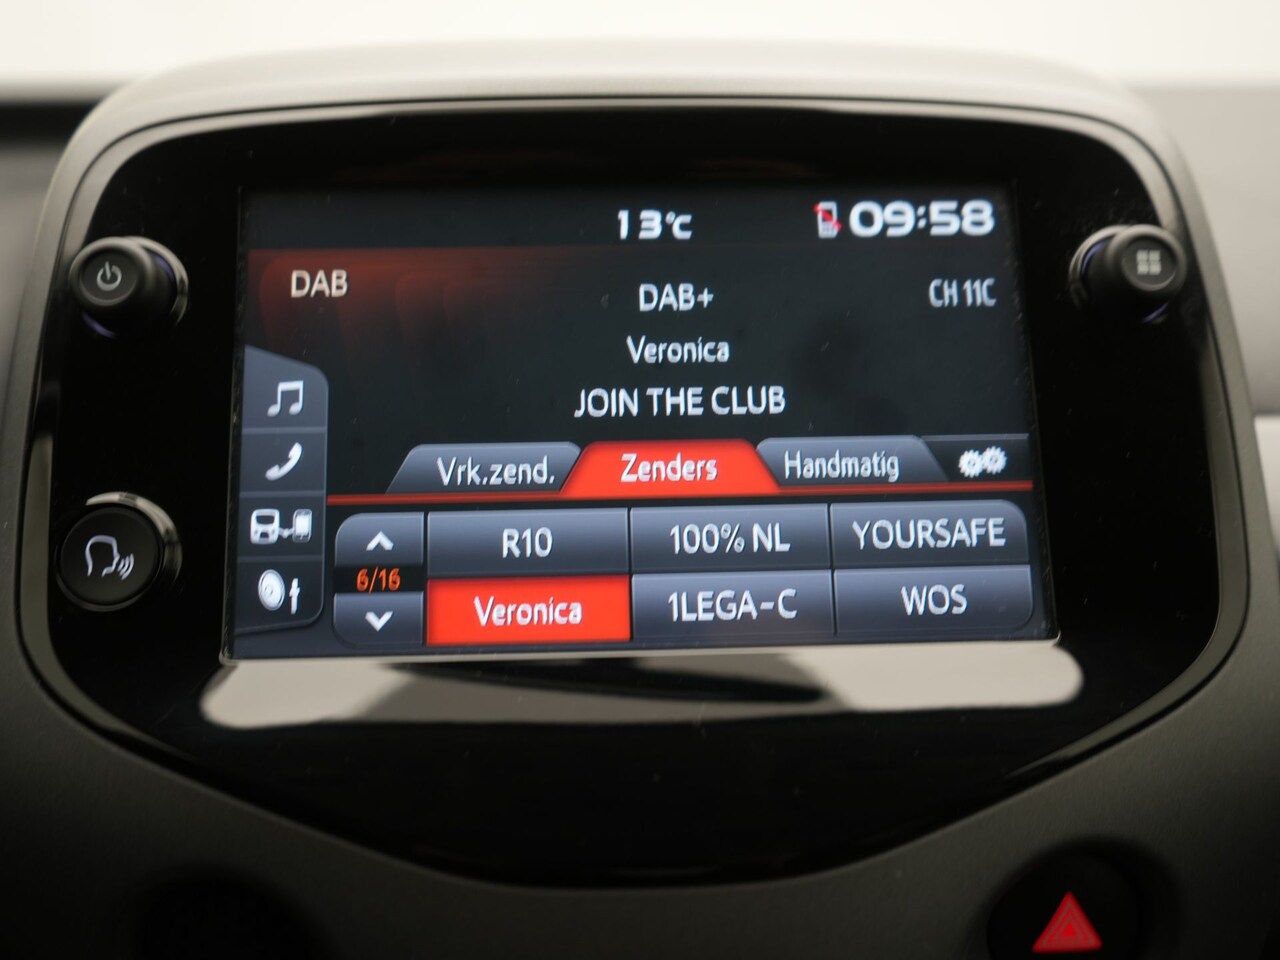 13°C 09:58
DAB DAB+ CH 11C
Veronica
JOIN THE CLUB
Vrk.zend. Zenders Handmatig
R10 100% NL YOURSAFE
6/16
Veronica 1LEGA-C WOS